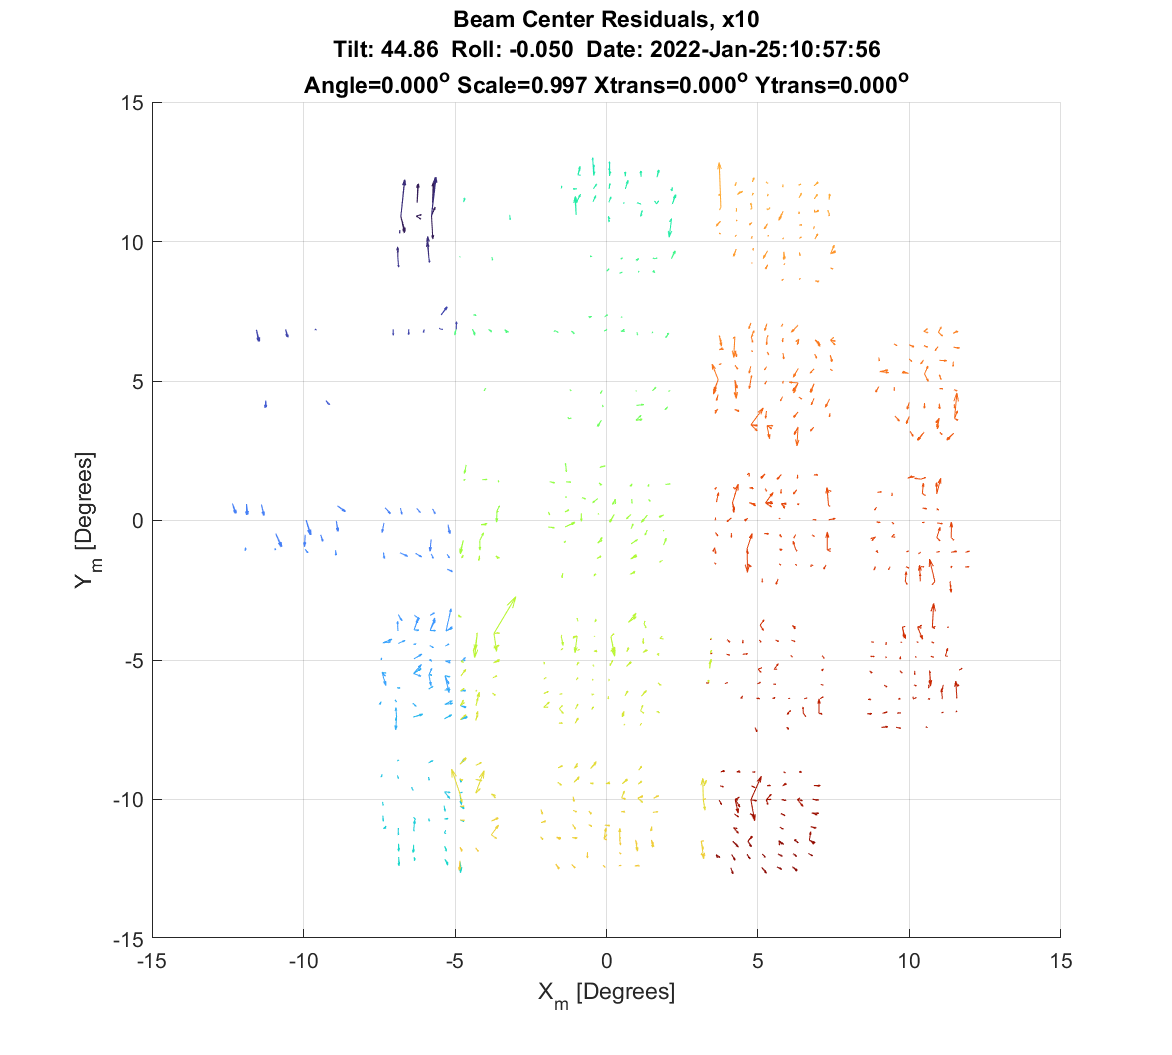 Beam Center Residuals, x10
Tilt: 44.86 Roll: -0.050 Date: 2022-Jan-25:10:57:56
Angle=0.000° Scale=0.997 Xtrans=0.000° Ytrans=0.000°
15
10
5
0
-5
-10
-15
Y_m [Degrees]
-15 -10 -5 0 5 10 15
X_m [Degrees]